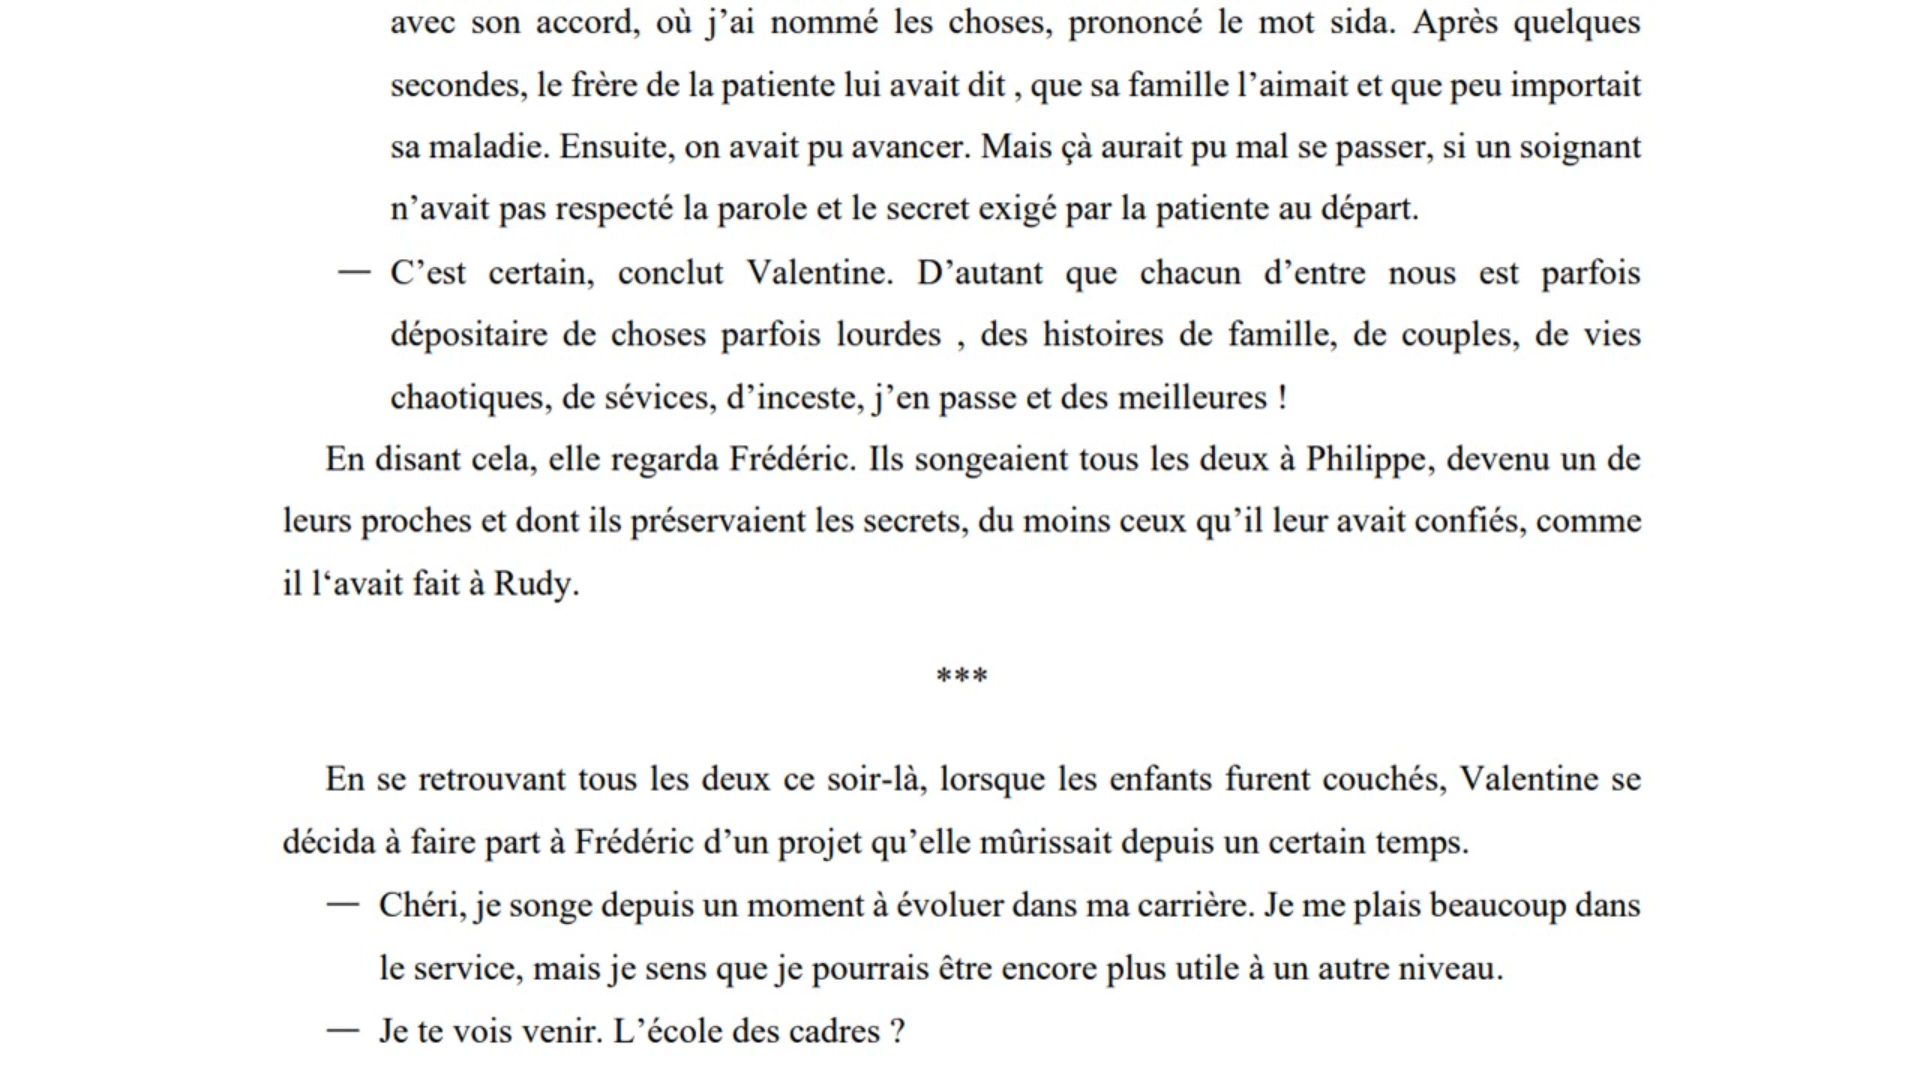 avec son accord, où j’ai nommé les choses, prononcé le mot sida. Après quelques
secondes, le frère de la patiente lui avait dit , que sa famille l’aimait et que peu importait
sa maladie. Ensuite, on avait pu avancer. Mais çà aurait pu mal se passer, si un soignant
n’avait pas respecté la parole et le secret exigé par la patiente au départ.
— C’est certain, conclut Valentine. D’autant que chacun d’entre nous est parfois
dépositaire de choses parfois lourdes , des histoires de famille, de couples, de vies
chaotiques, de sévices, d’inceste, j’en passe et des meilleures !
En disant cela, elle regarda Frédéric. Ils songeaient tous les deux à Philippe, devenu un de
leurs proches et dont ils préservaient les secrets, du moins ceux qu’il leur avait confiés, comme
il l‘avait fait à Rudy.
***
En se retrouvant tous les deux ce soir-là, lorsque les enfants furent couchés, Valentine se
décida à faire part à Frédéric d’un projet qu’elle mûrissait depuis un certain temps.
— Chéri, je songe depuis un moment à évoluer dans ma carrière. Je me plais beaucoup dans
le service, mais je sens que je pourrais être encore plus utile à un autre niveau.
— Je te vois venir. L’école des cadres ?